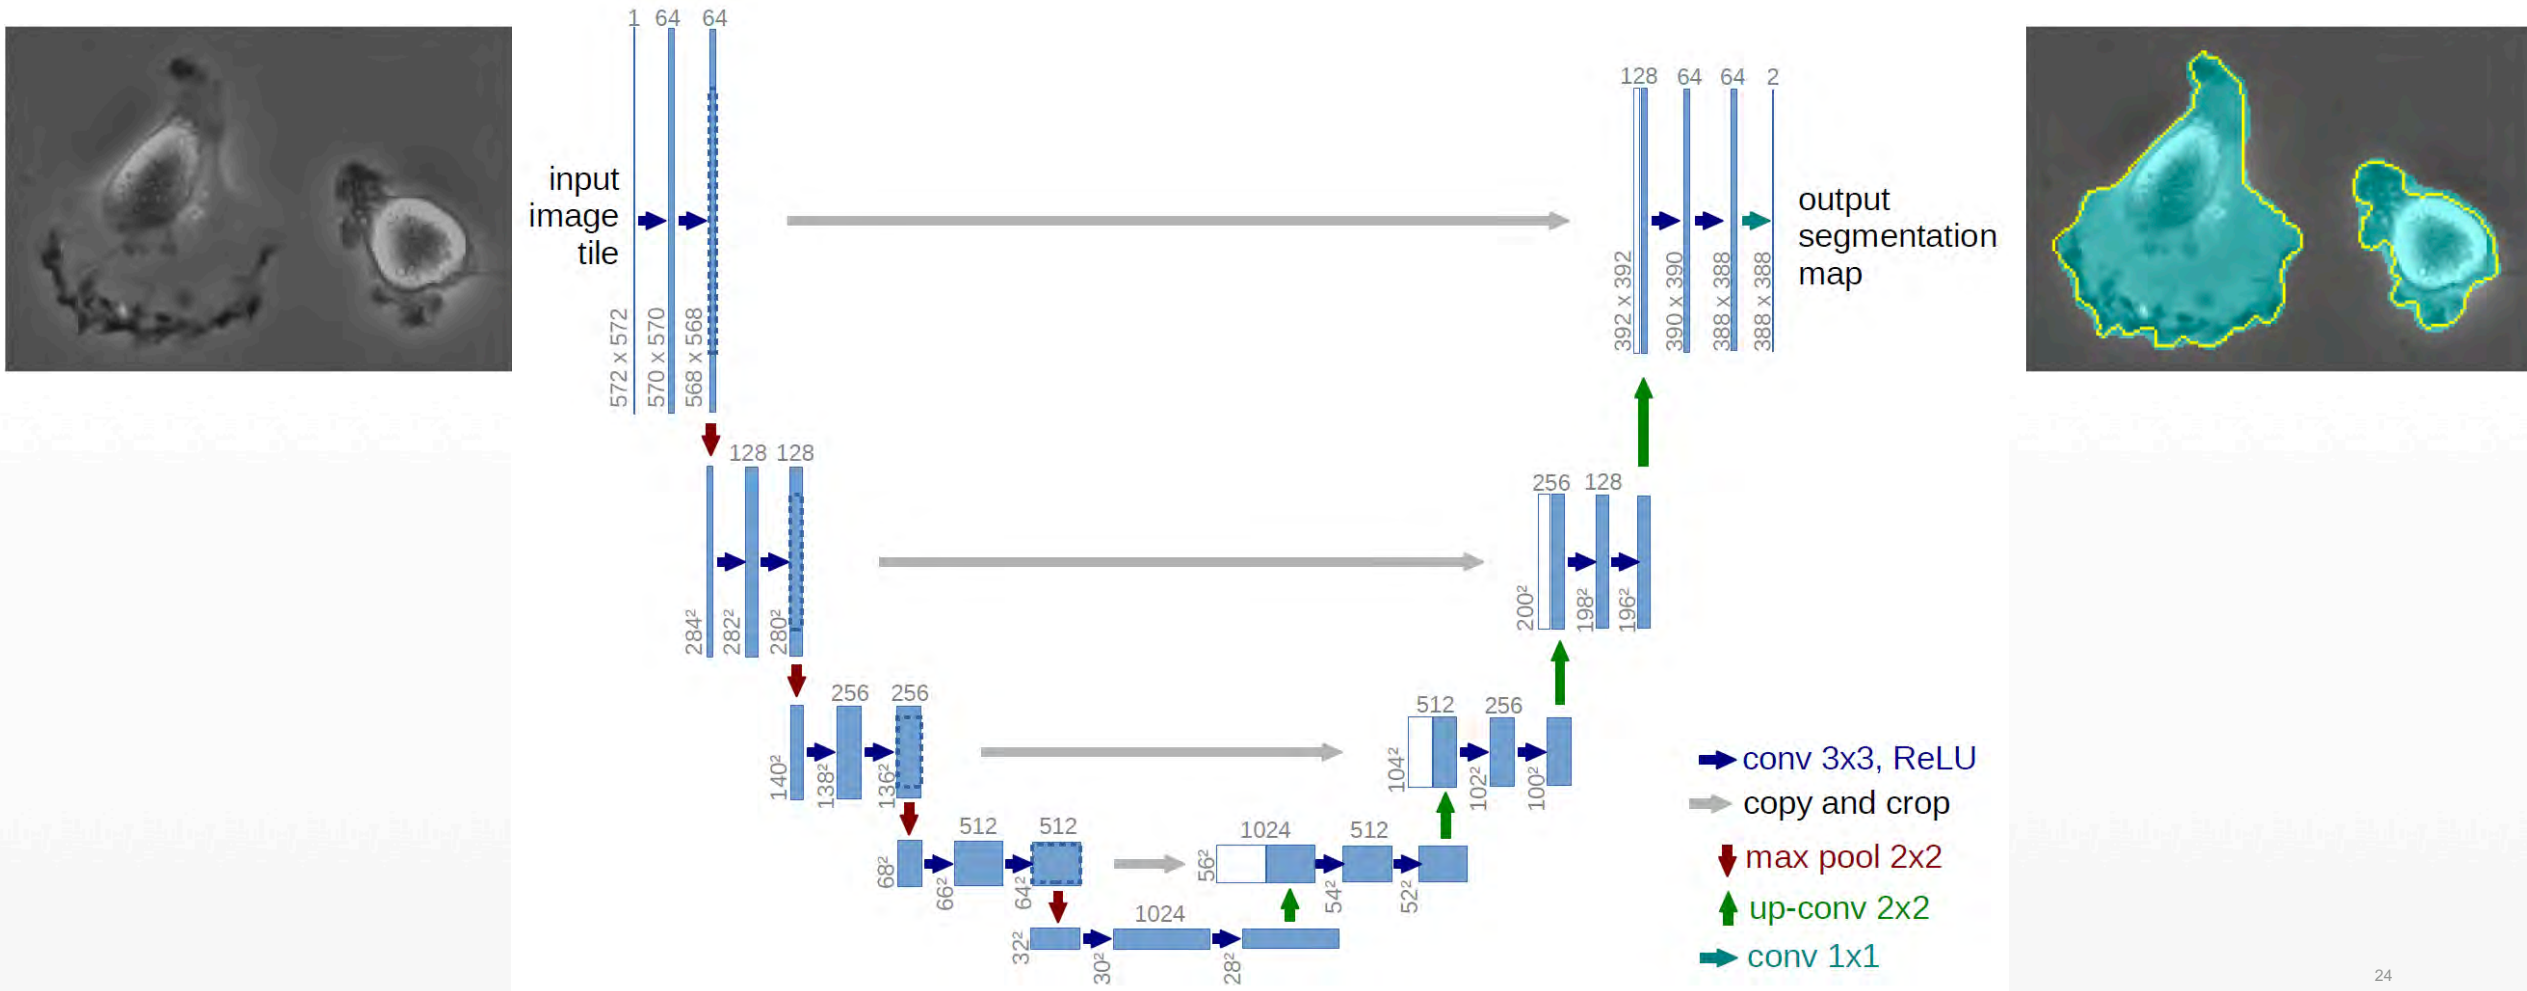 1 64 64
input
image
tile
572 x 572
570 x 570
568 x 568
128 64 64 2
392 x 392
390 x 390
388 x 388
388 x 388
output
segmentation
map
128 128
284²
282²
280²
256 128
200²
198²
196²
256 256
140²
138²
136²
512 256
104²
102²
100²
512 512
68²
66²
64²
1024 512
56²
54²
52²
1024
32²
30²
28²
conv 3x3, ReLU
copy and crop
max pool 2x2
up-conv 2x2
conv 1x1
24